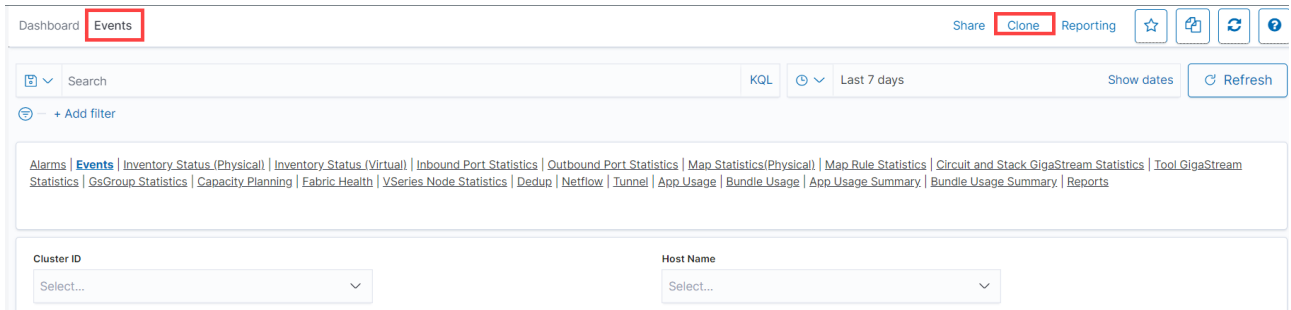 Dashboard Events Share Clone Reporting
Search KQL Last 7 days Show dates Refresh
+ Add filter
Alarms | Events | Inventory Status (Physical) | Inventory Status (Virtual) | Inbound Port Statistics | Outbound Port Statistics | Map Statistics(Physical) | Map Rule Statistics | Circuit and Stack GigaStream Statistics | Tool GigaStream
Statistics | GsGroup Statistics | Capacity Planning | Fabric Health | VSeries Node Statistics | Dedup | Netflow | Tunnel | App Usage | Bundle Usage | App Usage Summary | Bundle Usage Summary | Reports
Cluster ID Host Name
Select... Select...